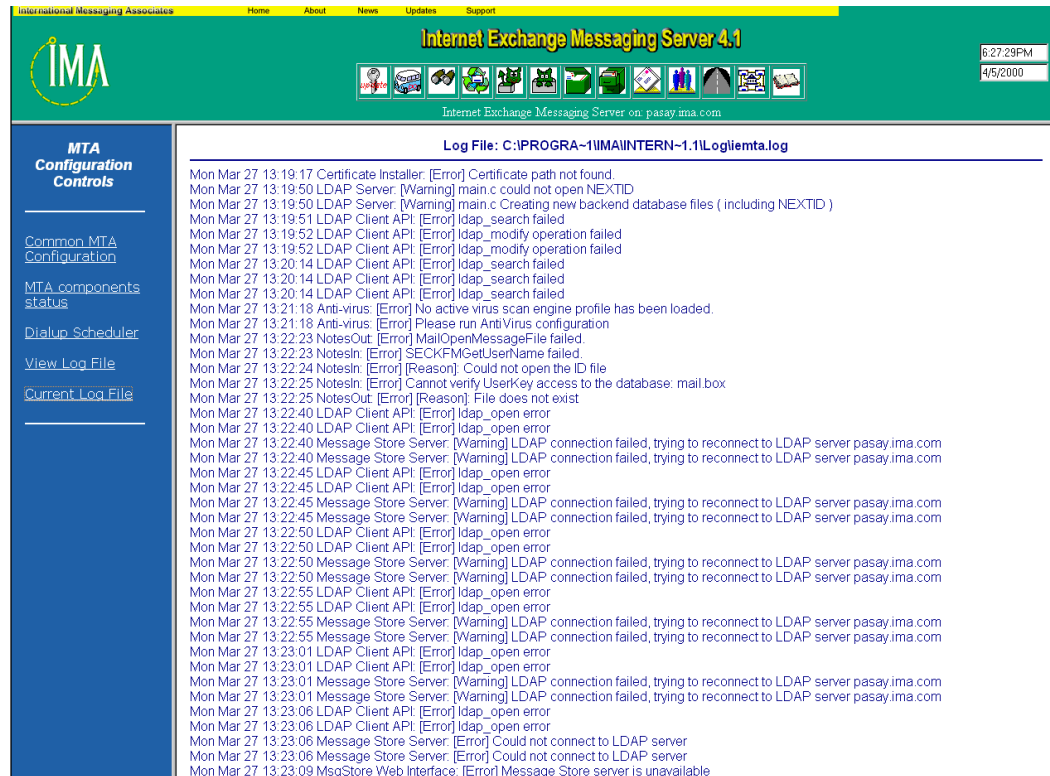 International Messaging Associates Home About News Updates Support
IMA
Internet Exchange Messaging Server 4.1
6:27:29PM
4/5/2000
update
Internet Exchange Messaging Server on: pasay.ima.com
MTA
Configuration
Controls
Common MTA
Configuration
MTA components
status
Dialup Scheduler
View Log File
Current Log File
Log File: C:\PROGRA~1\IMA\INTERN~1.1\Log\iemta.log
Mon Mar 27 13:19:17 Certificate Installer: [Error] Certificate path not found.
Mon Mar 27 13:19:50 LDAP Server: [Warning] main.c could not open NEXTID
Mon Mar 27 13:19:50 LDAP Server: [Warning] main.c Creating new backend database files ( including NEXTID )
Mon Mar 27 13:19:51 LDAP Client API: [Error] ldap_search failed
Mon Mar 27 13:19:52 LDAP Client API: [Error] ldap_modify operation failed
Mon Mar 27 13:19:52 LDAP Client API: [Error] ldap_modify operation failed
Mon Mar 27 13:20:14 LDAP Client API: [Error] ldap_search failed
Mon Mar 27 13:20:14 LDAP Client API: [Error] ldap_search failed
Mon Mar 27 13:20:14 LDAP Client API: [Error] ldap_search failed
Mon Mar 27 13:21:18 Anti-virus: [Error] No active virus scan engine profile has been loaded.
Mon Mar 27 13:21:18 Anti-virus: [Error] Please run AntiVirus configuration
Mon Mar 27 13:22:23 NotesOut: [Error] MailOpenMessageFile failed.
Mon Mar 27 13:22:23 NotesIn: [Error] SECKFMGetUserName failed.
Mon Mar 27 13:22:24 NotesIn: [Error] [Reason]: Could not open the ID file
Mon Mar 27 13:22:25 NotesIn: [Error] Cannot verify UserKey access to the database: mail.box
Mon Mar 27 13:22:25 NotesOut: [Error] [Reason]: File does not exist
Mon Mar 27 13:22:40 LDAP Client API: [Error] ldap_open error
Mon Mar 27 13:22:40 LDAP Client API: [Error] ldap_open error
Mon Mar 27 13:22:40 Message Store Server: [Warning] LDAP connection failed, trying to reconnect to LDAP server pasay.ima.com
Mon Mar 27 13:22:40 Message Store Server: [Warning] LDAP connection failed, trying to reconnect to LDAP server pasay.ima.com
Mon Mar 27 13:22:45 LDAP Client API: [Error] ldap_open error
Mon Mar 27 13:22:45 LDAP Client API: [Error] ldap_open error
Mon Mar 27 13:22:45 Message Store Server: [Warning] LDAP connection failed, trying to reconnect to LDAP server pasay.ima.com
Mon Mar 27 13:22:45 Message Store Server: [Warning] LDAP connection failed, trying to reconnect to LDAP server pasay.ima.com
Mon Mar 27 13:22:50 LDAP Client API: [Error] ldap_open error
Mon Mar 27 13:22:50 LDAP Client API: [Error] ldap_open error
Mon Mar 27 13:22:50 Message Store Server: [Warning] LDAP connection failed, trying to reconnect to LDAP server pasay.ima.com
Mon Mar 27 13:22:50 Message Store Server: [Warning] LDAP connection failed, trying to reconnect to LDAP server pasay.ima.com
Mon Mar 27 13:22:55 LDAP Client API: [Error] ldap_open error
Mon Mar 27 13:22:55 LDAP Client API: [Error] ldap_open error
Mon Mar 27 13:22:55 Message Store Server: [Warning] LDAP connection failed, trying to reconnect to LDAP server pasay.ima.com
Mon Mar 27 13:22:55 Message Store Server: [Warning] LDAP connection failed, trying to reconnect to LDAP server pasay.ima.com
Mon Mar 27 13:23:01 LDAP Client API: [Error] ldap_open error
Mon Mar 27 13:23:01 LDAP Client API: [Error] ldap_open error
Mon Mar 27 13:23:01 Message Store Server: [Warning] LDAP connection failed, trying to reconnect to LDAP server pasay.ima.com
Mon Mar 27 13:23:01 Message Store Server: [Warning] LDAP connection failed, trying to reconnect to LDAP server pasay.ima.com
Mon Mar 27 13:23:06 LDAP Client API: [Error] ldap_open error
Mon Mar 27 13:23:06 LDAP Client API: [Error] ldap_open error
Mon Mar 27 13:23:06 Message Store Server: [Error] Could not connect to LDAP server
Mon Mar 27 13:23:06 Message Store Server: [Error] Could not connect to LDAP server
Mon Mar 27 13:23:09 MsgStore Web Interface: [Error] Message Store server is unavailable